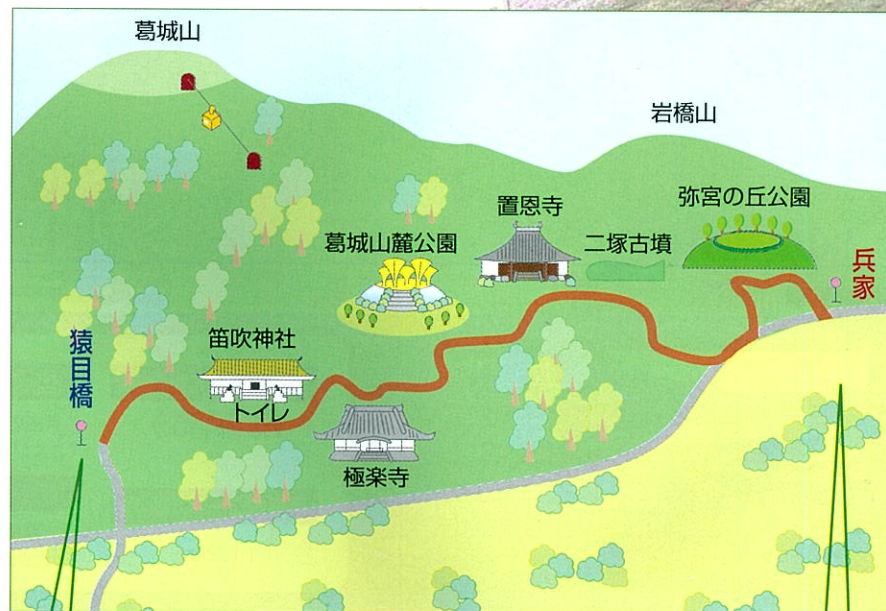 葛城山
岩橋山
弥宮の丘公園
置恩寺
二塚古墳
葛城山麓公園
兵家
笛吹神社
トイレ
猿目橋
極楽寺